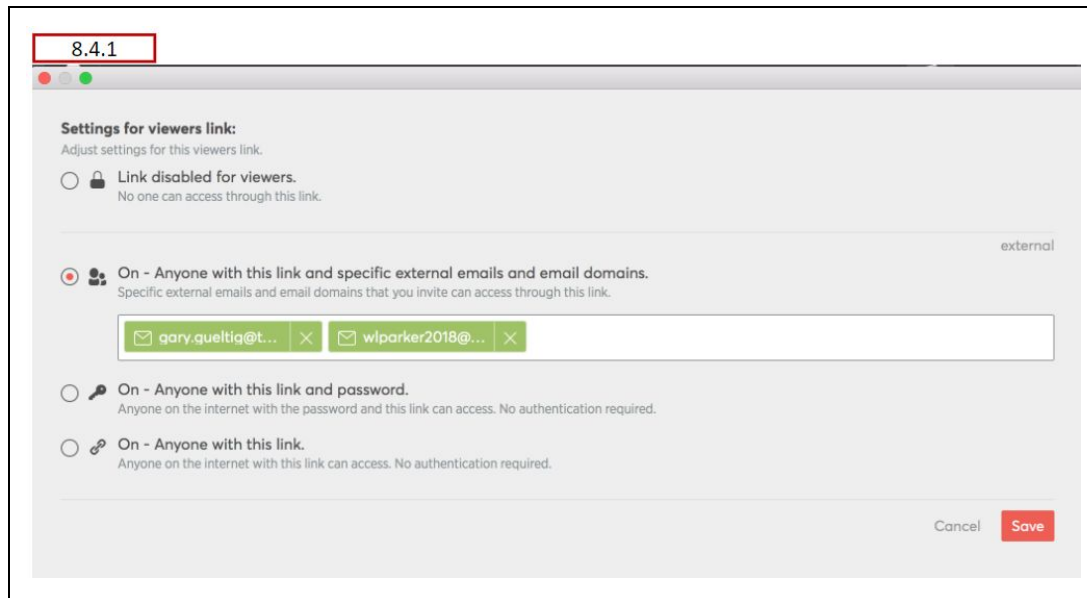 8.4.1
Settings for viewers link:
Adjust settings for this viewers link.
Link disabled for viewers.
No one can access through this link.
external
On - Anyone with this link and specific external emails and email domains.
Specific external emails and email domains that you invite can access through this link.
gary.gueltig@t... wlparker2018@...
On - Anyone with this link and password.
Anyone on the internet with the password and this link can access. No authentication required.
On - Anyone with this link.
Anyone on the internet with this link can access. No authentication required.
Cancel Save